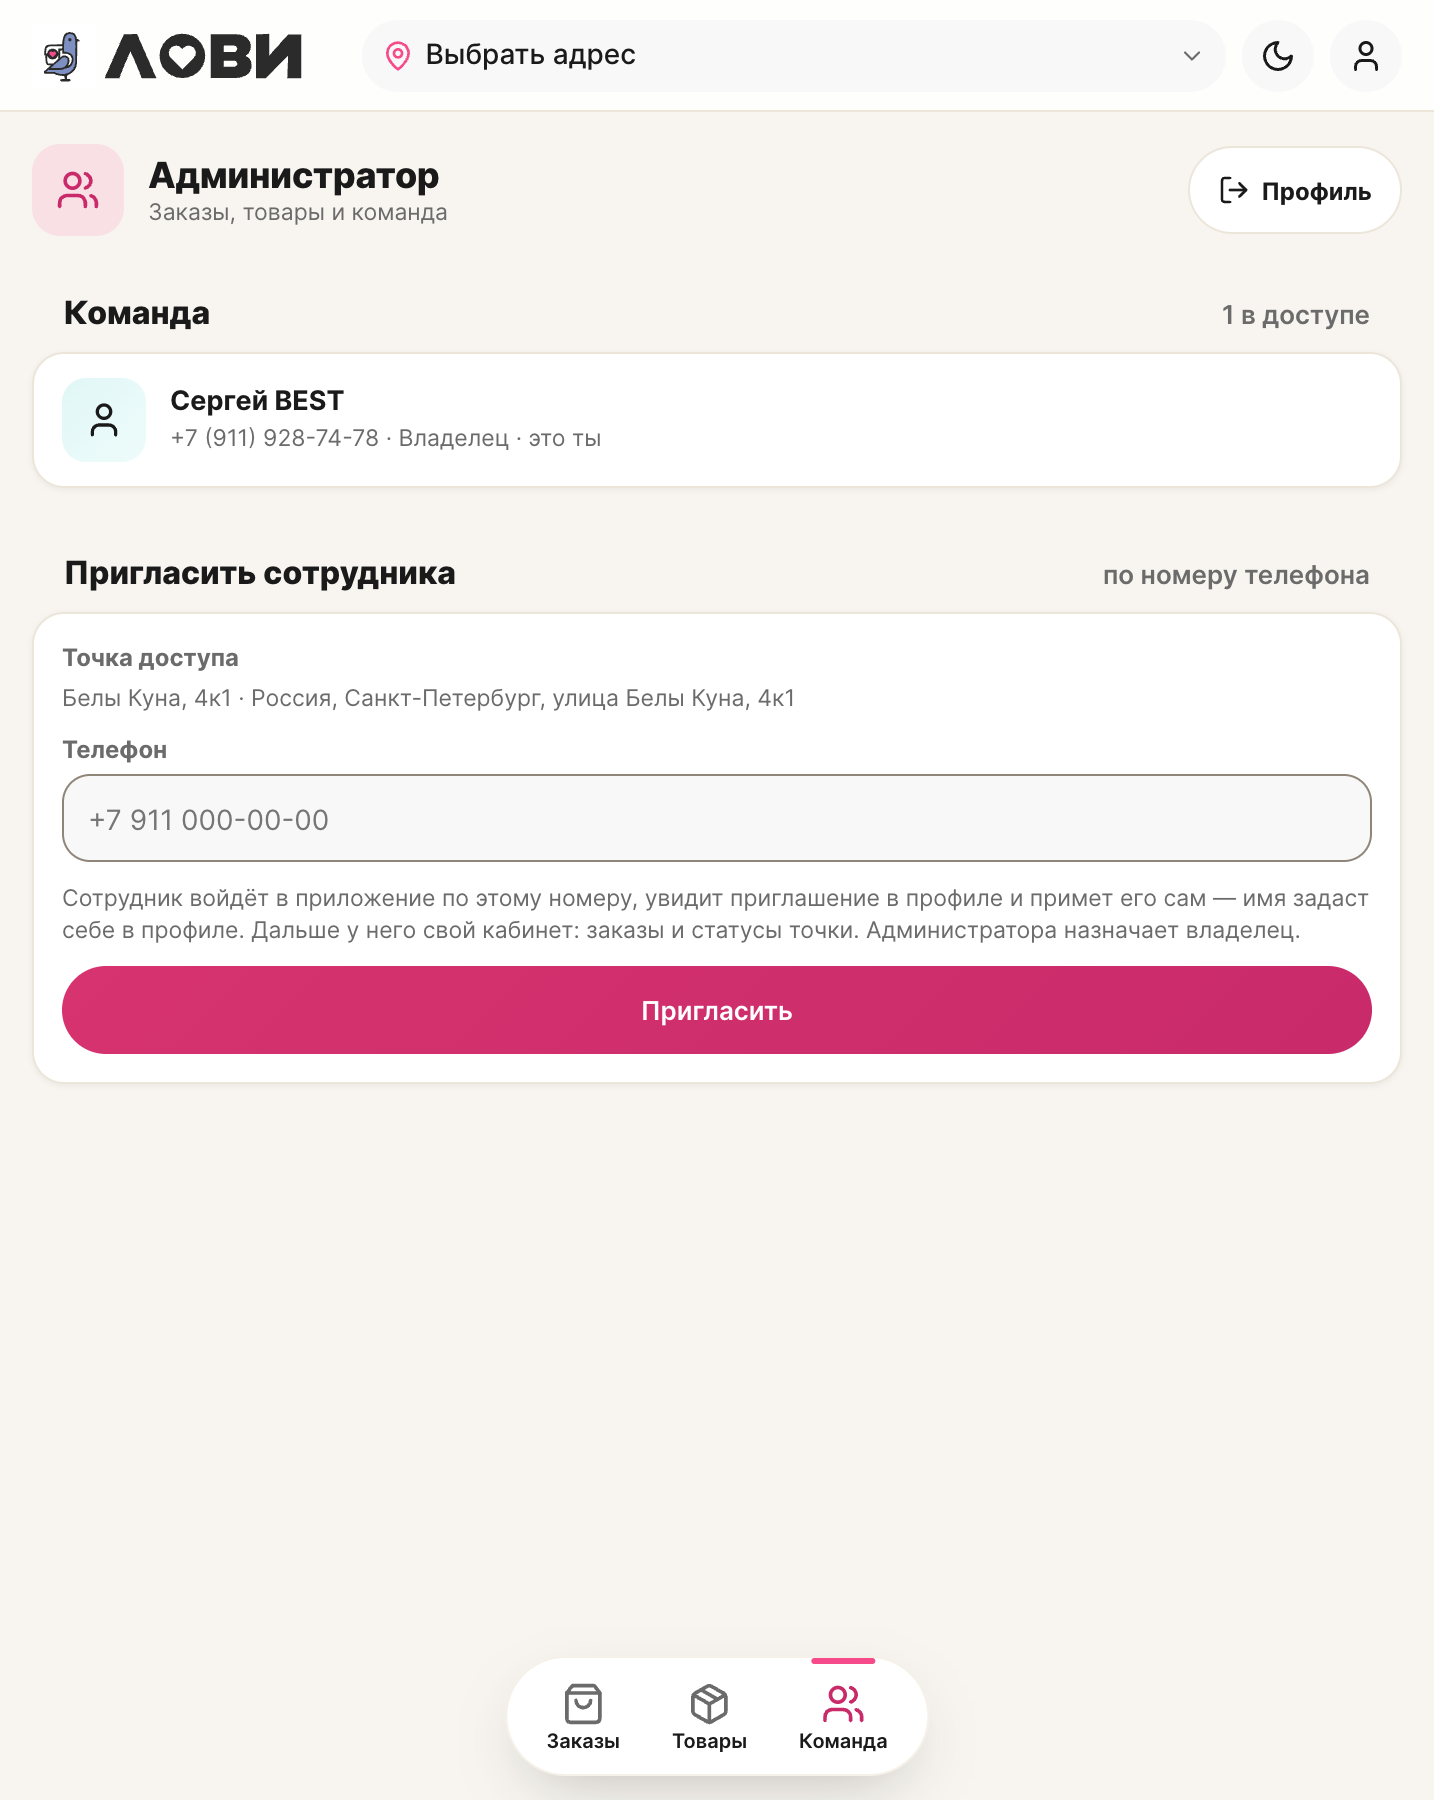 ЛОВИ
Выбрать адрес
Администратор
Заказы, товары и команда
Профиль
Команда
1 в доступе
Сергей BEST
+7 (911) 928-74-78 · Владелец · это ты
Пригласить сотрудника
по номеру телефона
Точка доступа
Белы Куна, 4к1 · Россия, Санкт-Петербург, улица Белы Куна, 4к1
Телефон
+7 911 000-00-00
Сотрудник войдёт в приложение по этому номеру, увидит приглашение в профиле и примет его сам — имя задаст
себе в профиле. Дальше у него свой кабинет: заказы и статусы точки. Администратора назначает владелец.
Пригласить
Заказы
Товары
Команда